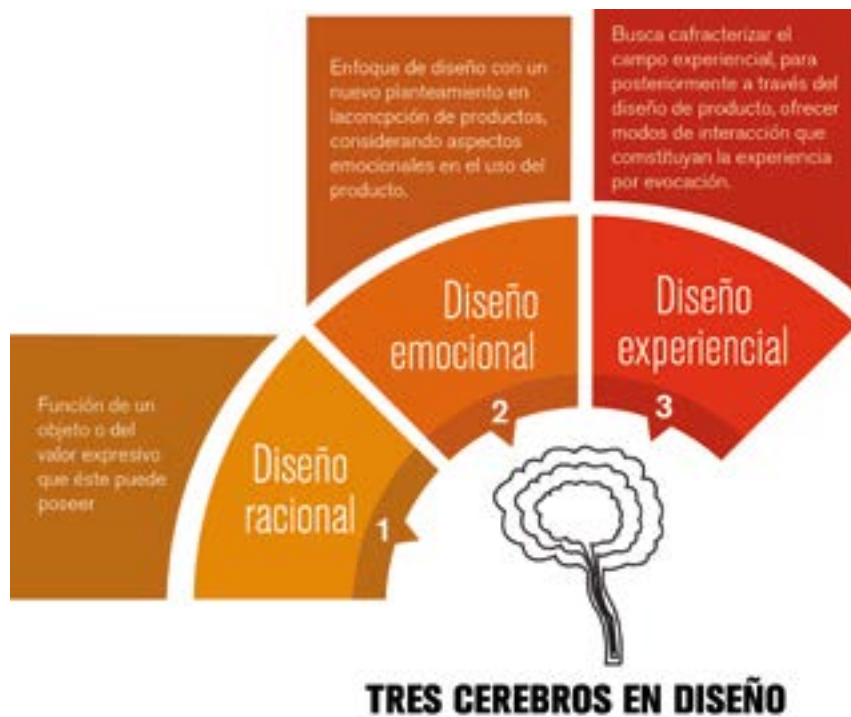 Función de un
objeto o del
valor expresivo
que éste puede
poseer
Diseño
racional
1
Enfoque de diseño con un
nuevo planteamiento en
laconcpción de productos,
considerando aspectos
emocionales en el uso del
producto.
Diseño
emocional
2
Busca cafracterizar el
campo experiencial, para
posteriormente a través del
diseño de producto, ofrecer
modos de interacción que
comstituyan la experiencia
por evocación.
Diseño
experiencial
3
TRES CEREBROS EN DISEÑO